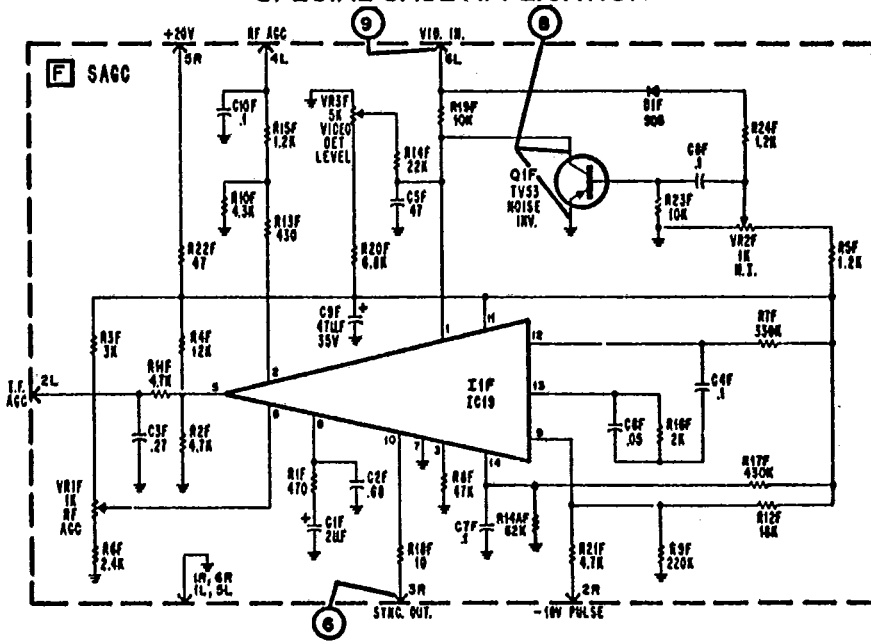 9
8
+20V
RF AGC
VID. IN.
5R
4L
6L
F SAGC
C10F
.1
R15F
1.2K
VR3F
5K
VIDEO
DET
LEVEL
R19F
10K
D1F
R24F
1.2K
R14F
22K
Q1F
TVS3
NOISE
INV.
.1
R10F
4.3K
C5F
47
R23F
10K
R13F
430
R22F
47
R20F
6.8K
VR2F
1K
N.I.
R5F
1.2K
C9F
47UF
35V
+
1
11
R3F
3K
R4F
12K
R7F
330K
12
2
I.F.
AGC
2L
R11F
4.7K
5
I1F
IC19
13
C4F
.1
C3F
.27
R2F
4.7K
6
8
10
7
3
9
14
C6F
.05
R16F
2K
VR1F
1K
RF
AGC
R1F
470
C2F
.68
R8F
47K
R17F
430K
C1F
2UF
+
C7F
.1
R14AF
62K
R12F
R6F
2.4K
R18F
10
R21F
4.7K
R9F
220K
1R, 6R
1L, 5L
3R
2R
SYNC. OUT.
-10V PULSE
6